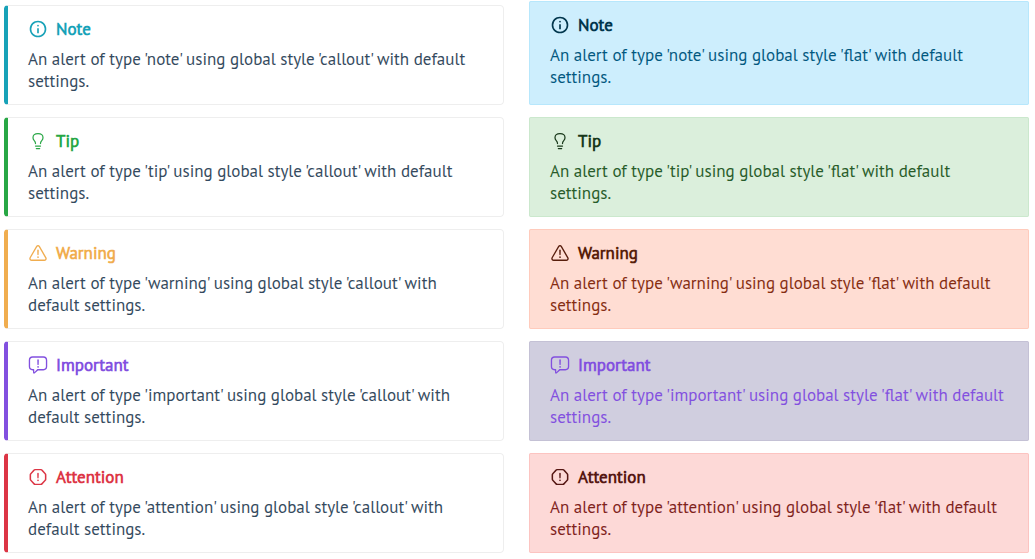 Note
An alert of type 'note' using global style 'callout' with default
settings.
Tip
An alert of type 'tip' using global style 'callout' with default
settings.
Warning
An alert of type 'warning' using global style 'callout' with
default settings.
Important
An alert of type 'important' using global style 'callout' with
default settings.
Attention
An alert of type 'attention' using global style 'callout' with
default settings.
Note
An alert of type 'note' using global style 'flat' with default
settings.
Tip
An alert of type 'tip' using global style 'flat' with default
settings.
Warning
An alert of type 'warning' using global style 'flat' with default
settings.
Important
An alert of type 'important' using global style 'flat' with default
settings.
Attention
An alert of type 'attention' using global style 'flat' with default
settings.